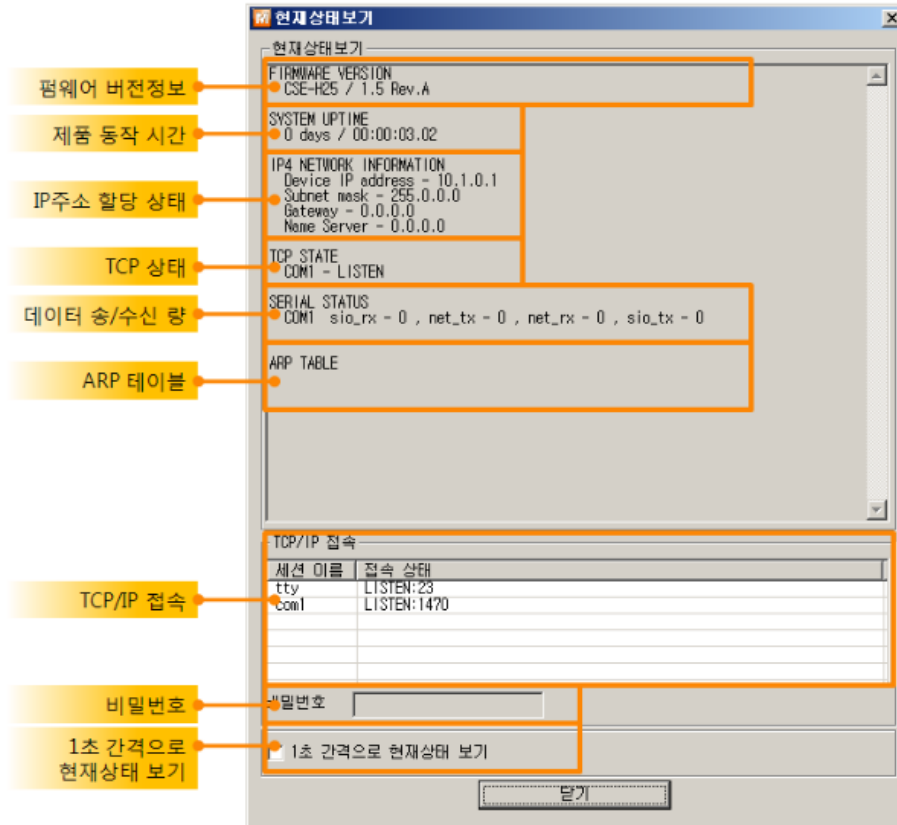 현재상태보기
현재상태보기
펌웨어 버전정보
FIRMWARE VERSION
CSE-H25 / 1.5 Rev.A
제품 동작 시간
SYSTEM UPTIME
0 days / 00:00:03.02
IP주소 할당 상태
IP4 NETWORK INFORMATION
Device IP address - 10.1.0.1
Subnet mask - 255.0.0.0
Gateway - 0.0.0.0
Name Server - 0.0.0.0
TCP 상태
TCP STATE
COM1 - LISTEN
데이터 송/수신 량
SERIAL STATUS
COM1 sio_rx - 0 , net_tx - 0 , net_rx - 0 , sio_tx - 0
ARP 테이블
ARP TABLE
TCP/IP 접속
TCP/IP 접속
세션 이름 접속 상태
tty LISTEN:23
com1 LISTEN:1470
비밀번호
비밀번호
1초 간격으로
현재상태 보기
1초 간격으로 현재상태 보기
닫기